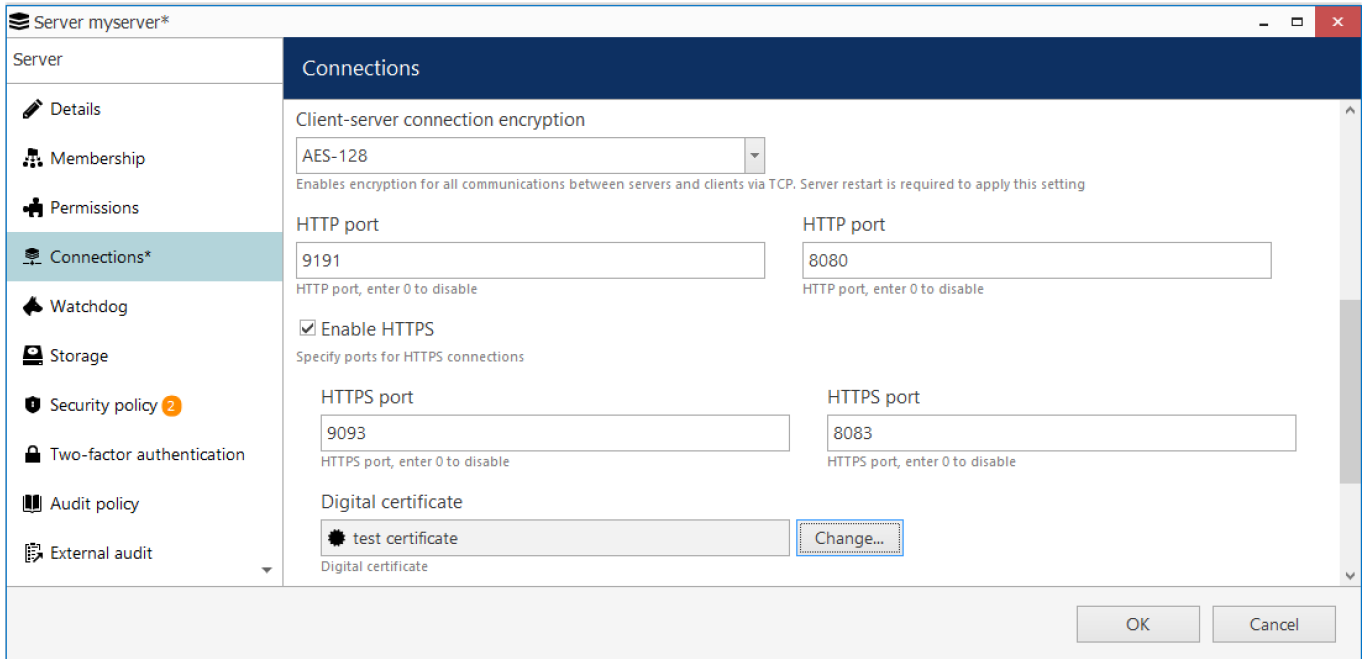 Server myserver*
Server
Details
Membership
Permissions
Connections*
Watchdog
Storage
Security policy 2
Two-factor authentication
Audit policy
External audit
Connections
Client-server connection encryption
AES-128
Enables encryption for all communications between servers and clients via TCP. Server restart is required to apply this setting
HTTP port HTTP port
9191 8080
HTTP port, enter 0 to disable HTTP port, enter 0 to disable
Enable HTTPS
Specify ports for HTTPS connections
HTTPS port HTTPS port
9093 8083
HTTPS port, enter 0 to disable HTTPS port, enter 0 to disable
Digital certificate
test certificate Change...
Digital certificate
OK Cancel